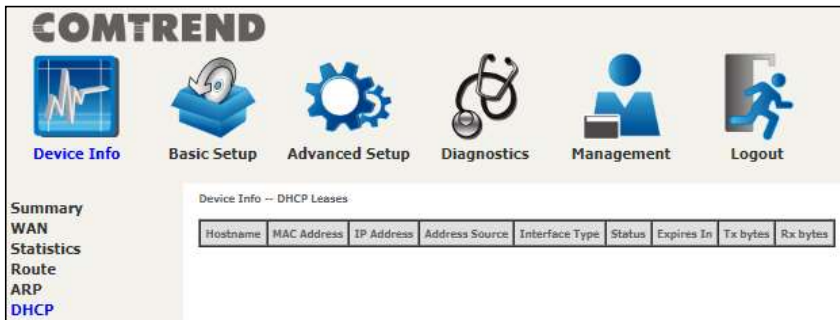 COMTREND
Device Info Basic Setup Advanced Setup Diagnostics Management Logout
Summary
WAN
Statistics
Route
ARP
DHCP
Device Info -- DHCP Leases
Hostname MAC Address IP Address Address Source Interface Type Status Expires In Tx bytes Rx bytes